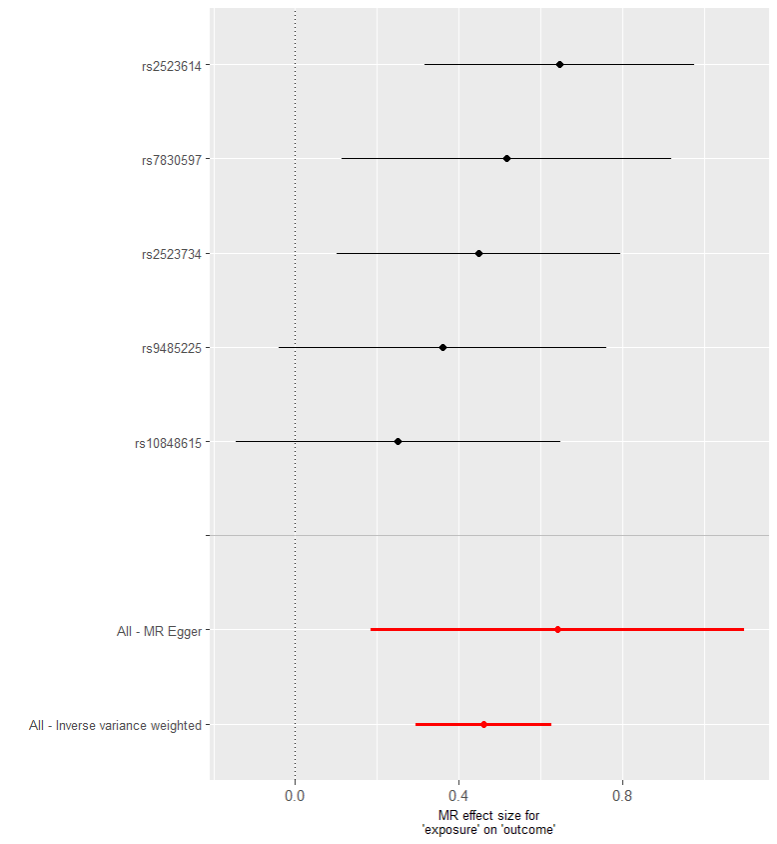 rs2523614
rs7830597
rs2523734
rs9485225
rs10848615
All - MR Egger
All - Inverse variance weighted
0.0 0.4 0.8
MR effect size for
'exposure' on 'outcome'